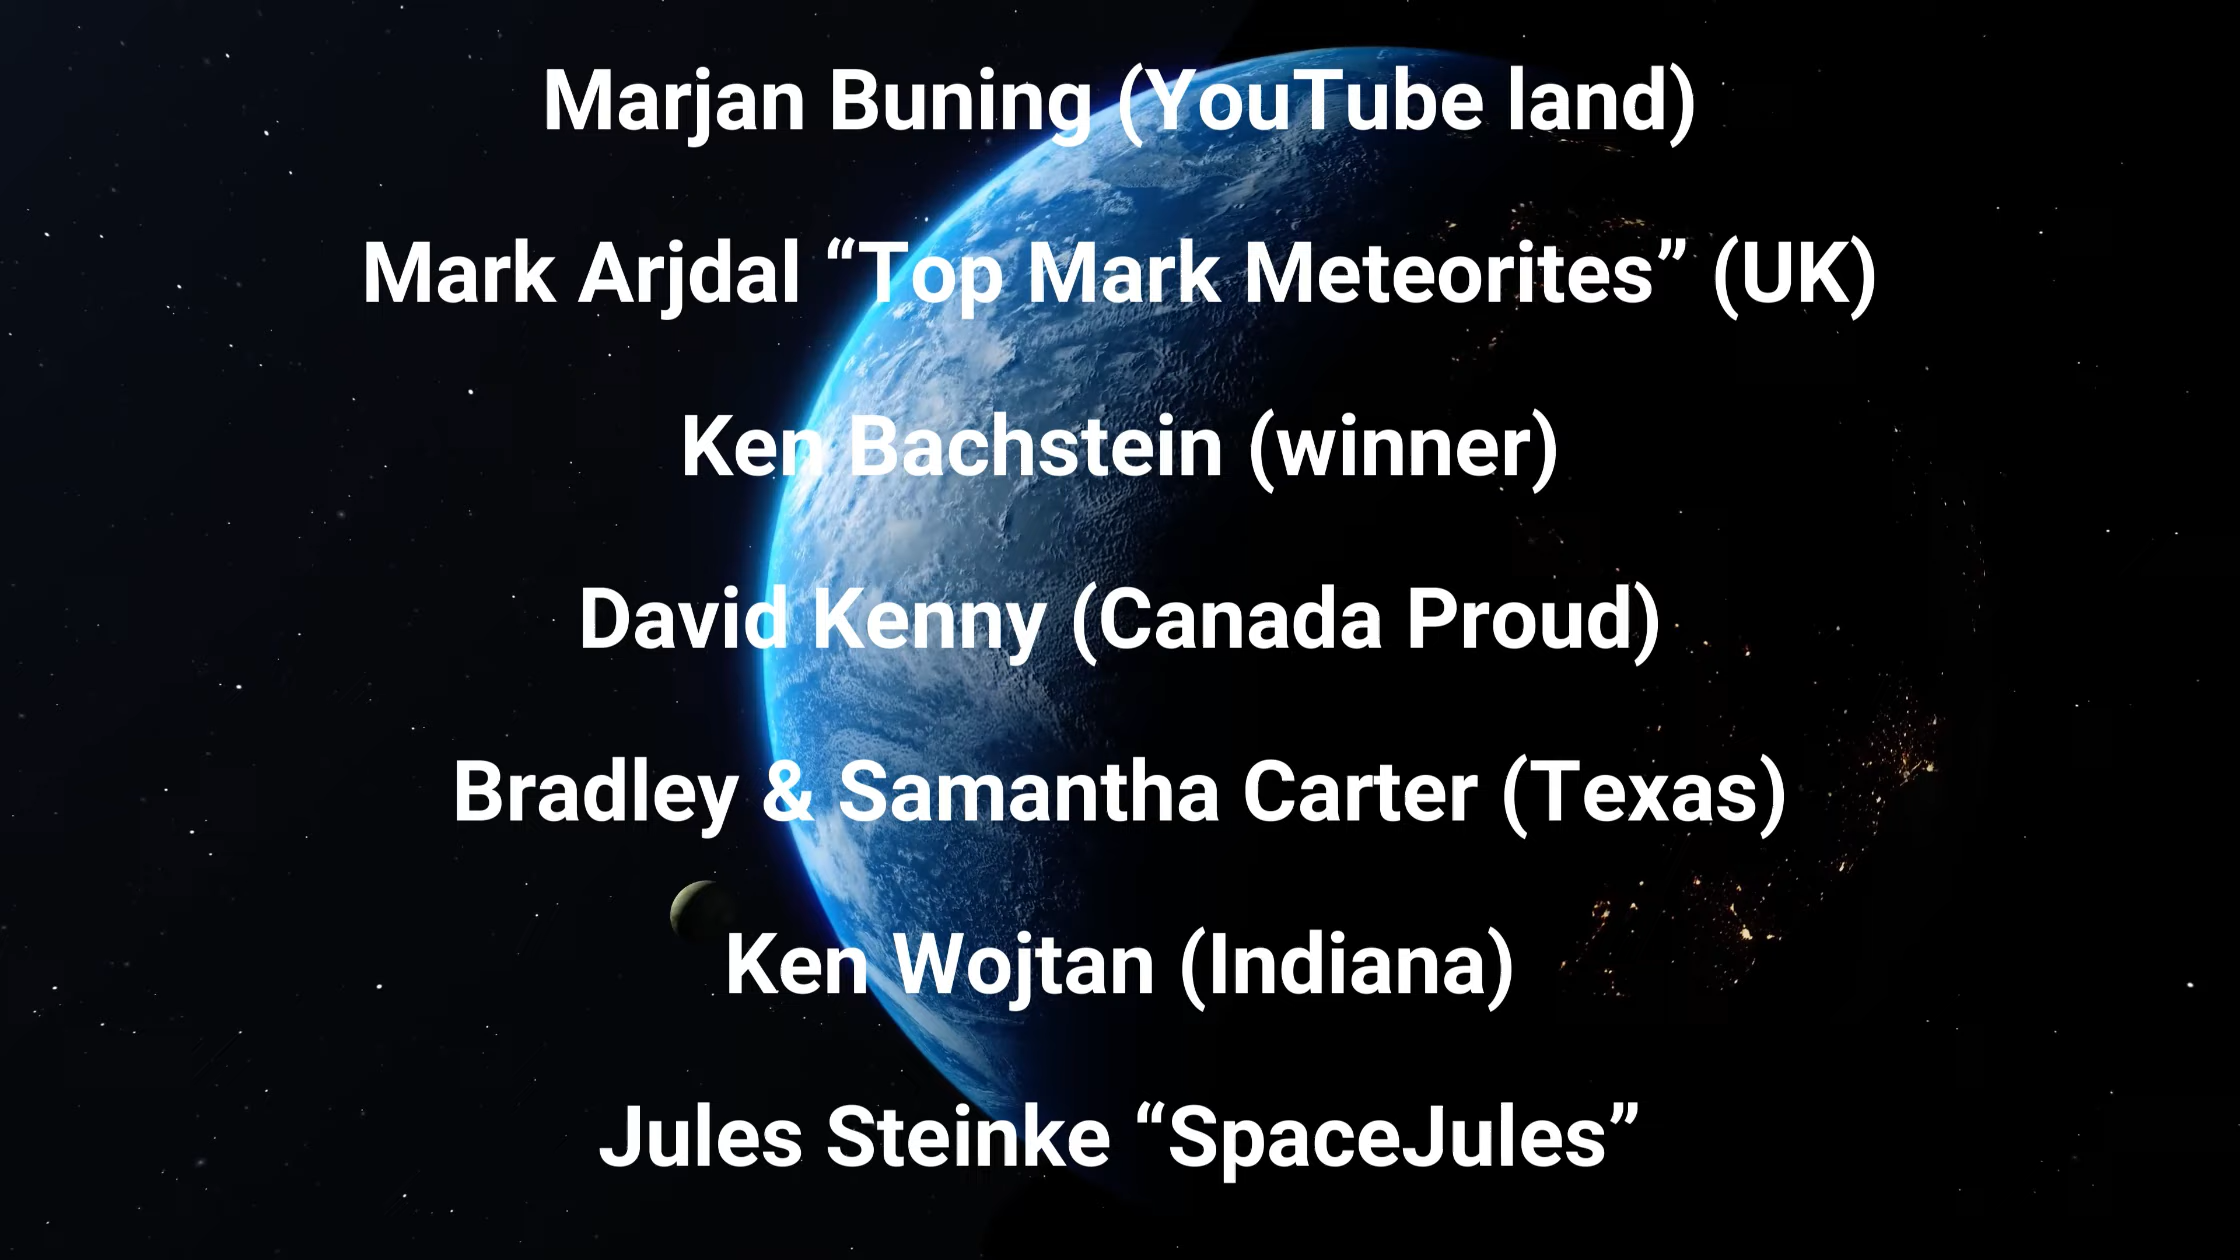 Marjan Buning (YouTube land)
Mark Arjdal “Top Mark Meteorites” (UK)
Ken Bachstein (winner)
David Kenny (Canada Proud)
Bradley & Samantha Carter (Texas)
Ken Wojtan (Indiana)
Jules Steinke “SpaceJules”